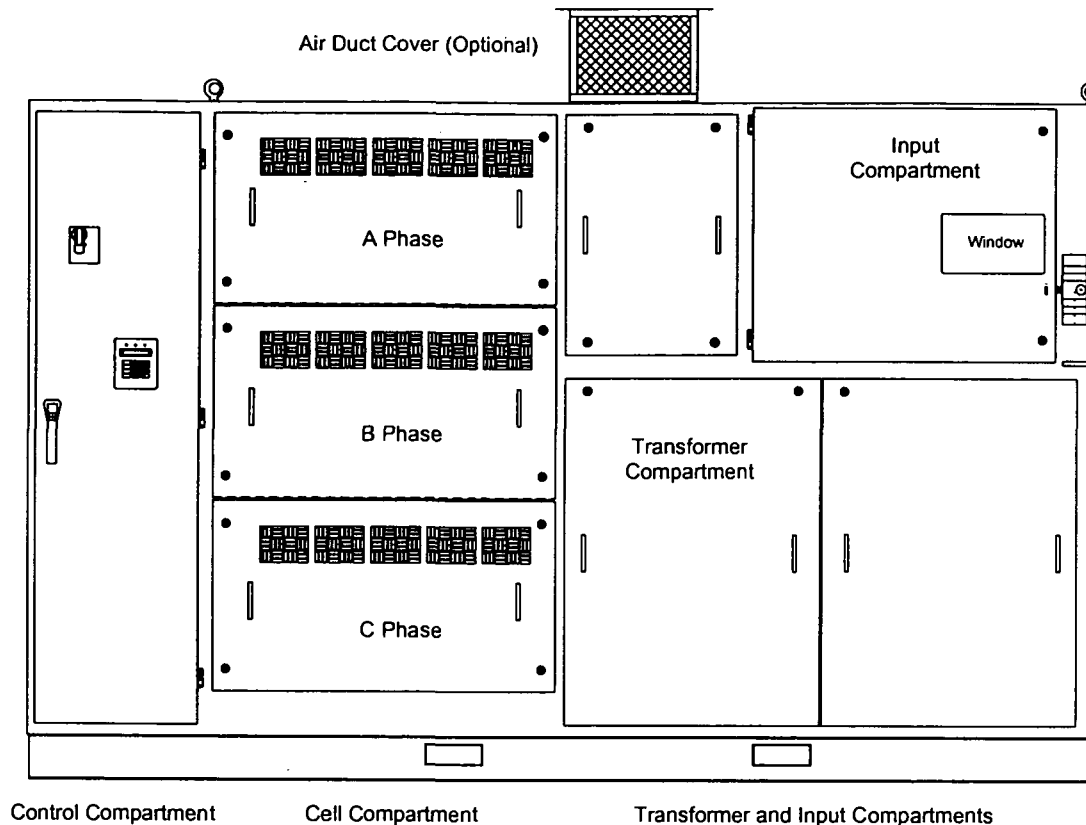 Air Duct Cover (Optional)
Input
Compartment
A Phase
Window
B Phase
Transformer
Compartment
C Phase
Control Compartment
Cell Compartment
Transformer and Input Compartments